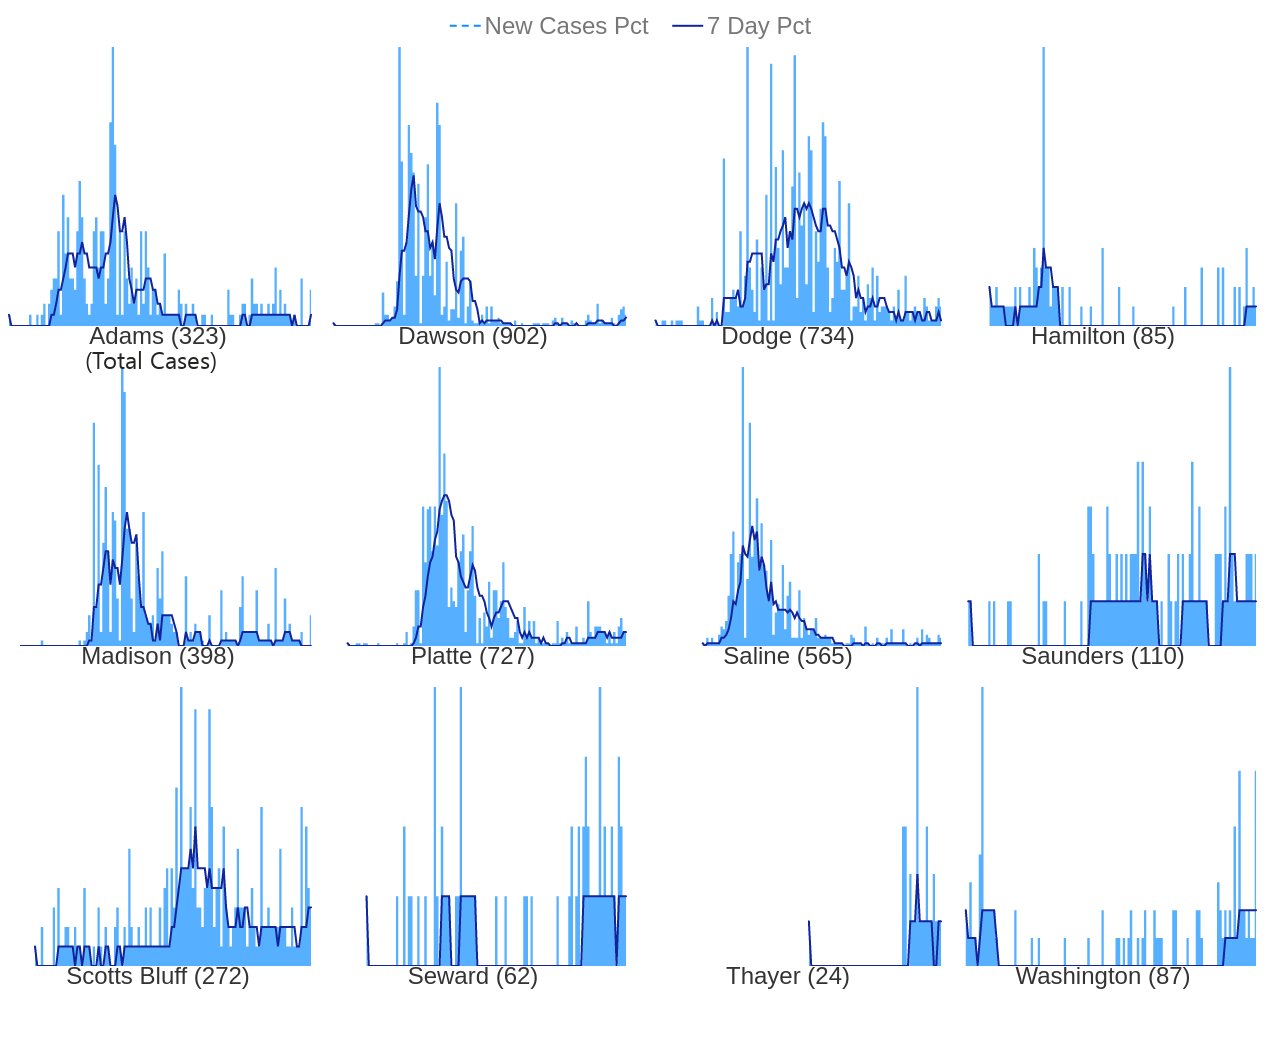 New Cases Pct 7 Day Pct
Adams (323) Dawson (902) Dodge (734) Hamilton (85)
(Total Cases)
Madison (398) Platte (727) Saline (565) Saunders (110)
Scotts Bluff (272) Seward (62) Thayer (24) Washington (87)